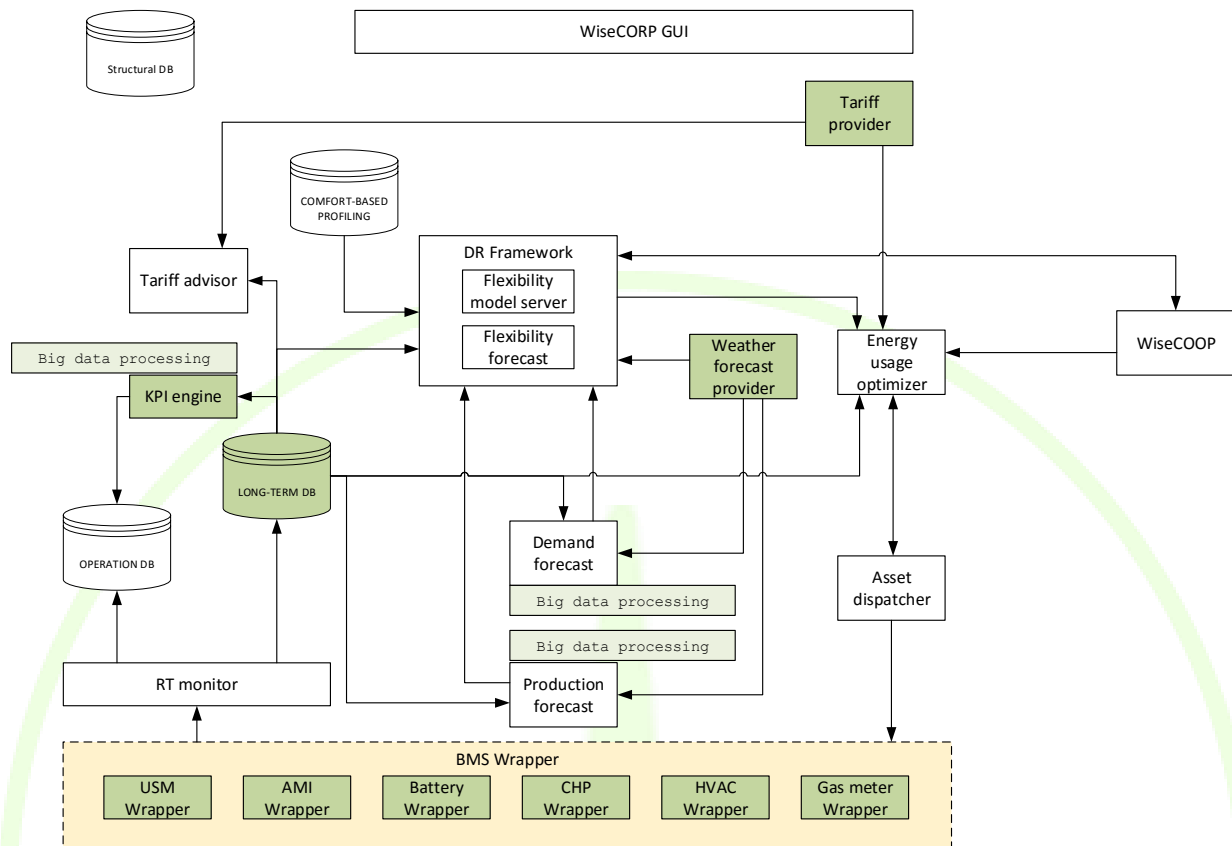 WiseCORP GUI
Structural DB
Tariff
provider
COMFORT-BASED
PROFILING
DR Framework
Flexibility
model server
Flexibility
forecast
Tariff advisor
Weather
forecast
provider
Energy
usage
optimizer
WiseCOOP
Big data processing
KPI engine
LONG-TERM DB
OPERATION DB
Demand
forecast
Big data processing
Asset
dispatcher
Big data processing
Production
forecast
RT monitor
BMS Wrapper
USM
Wrapper
AMI
Wrapper
Battery
Wrapper
CHP
Wrapper
HVAC
Wrapper
Gas meter
Wrapper